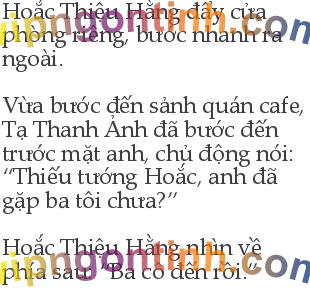 Hoắc Thiệu Hằng đẩy cửa
phòng riêng, bước nhanh ra
ngoài.
Vừa bước đến sảnh quán cafe,
Tạ Thanh Ảnh đã bước đến
trước mặt anh, chủ động nói:
“Thiếu tướng Hoắc, anh đã
gặp ba tôi chưa?”
Hoắc Thiệu Hằng nhìn về
phía sau, “Ba cô đến rồi.”